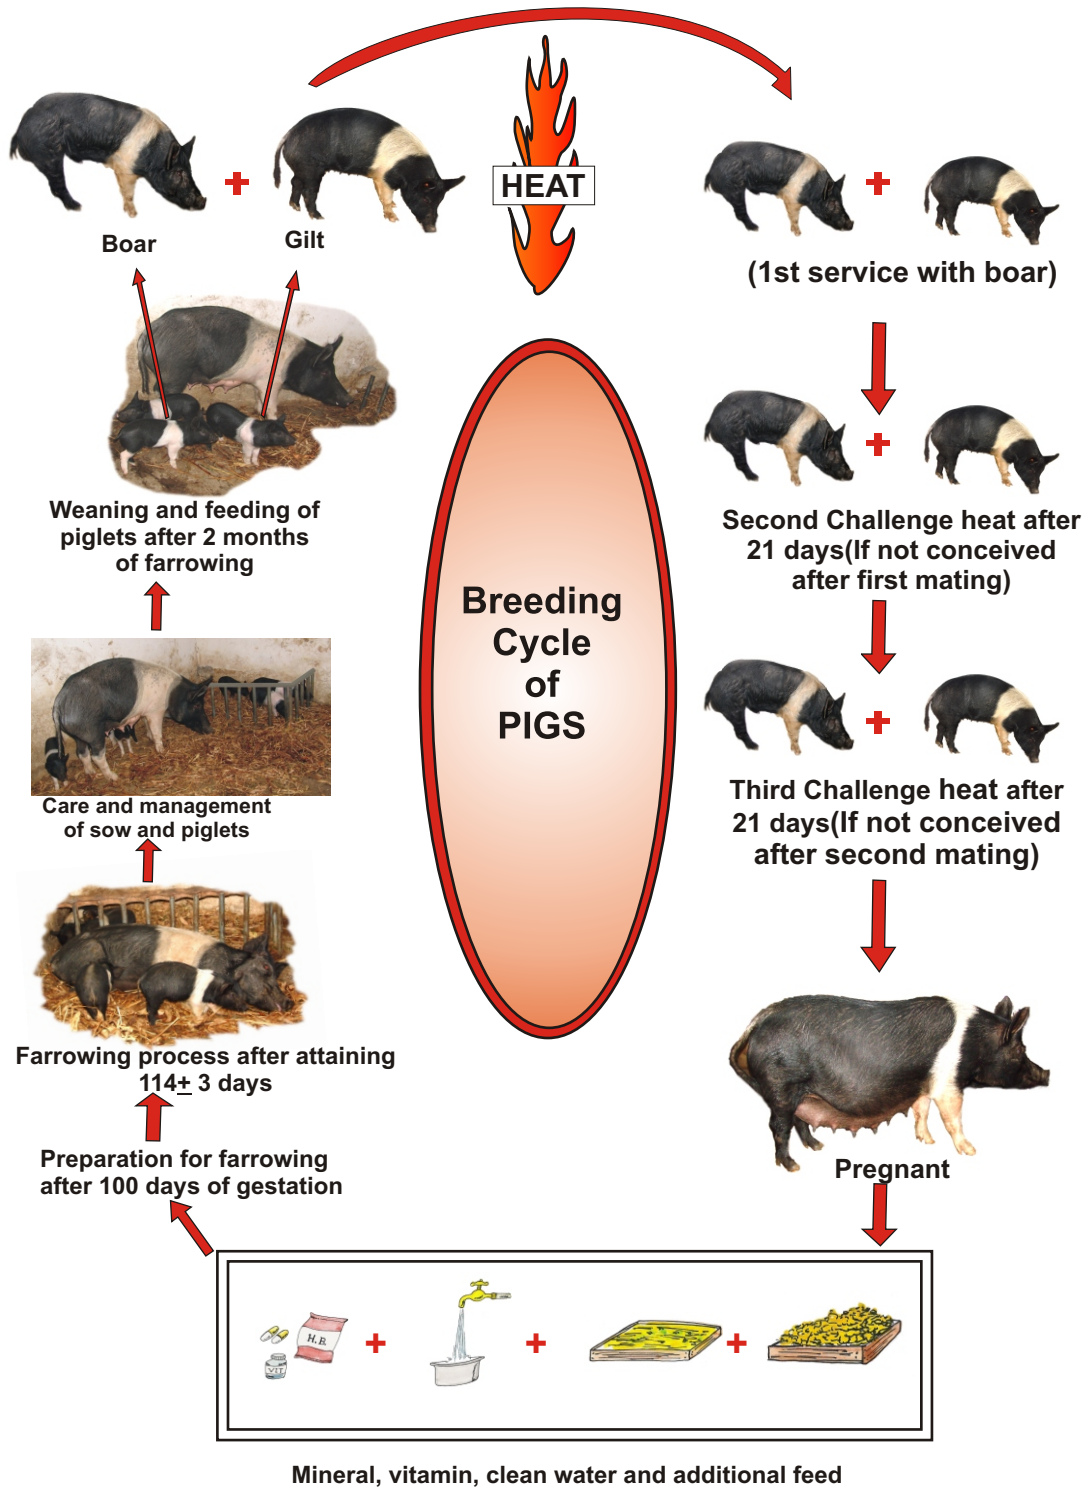 HEAT
Boar
Gilt
(1st service with boar)
Second Challenge heat after
21 days(If not conceived
after first mating)
Third Challenge heat after
21 days(If not conceived
after second mating)
Pregnant
H.B.
VIT
Mineral, vitamin, clean water and additional feed
Preparation for farrowing
after 100 days of gestation
Farrowing process after attaining
114± 3 days
Care and management
of sow and piglets
Weaning and feeding of
piglets after 2 months
of farrowing
Breeding
Cycle
of
PIGS